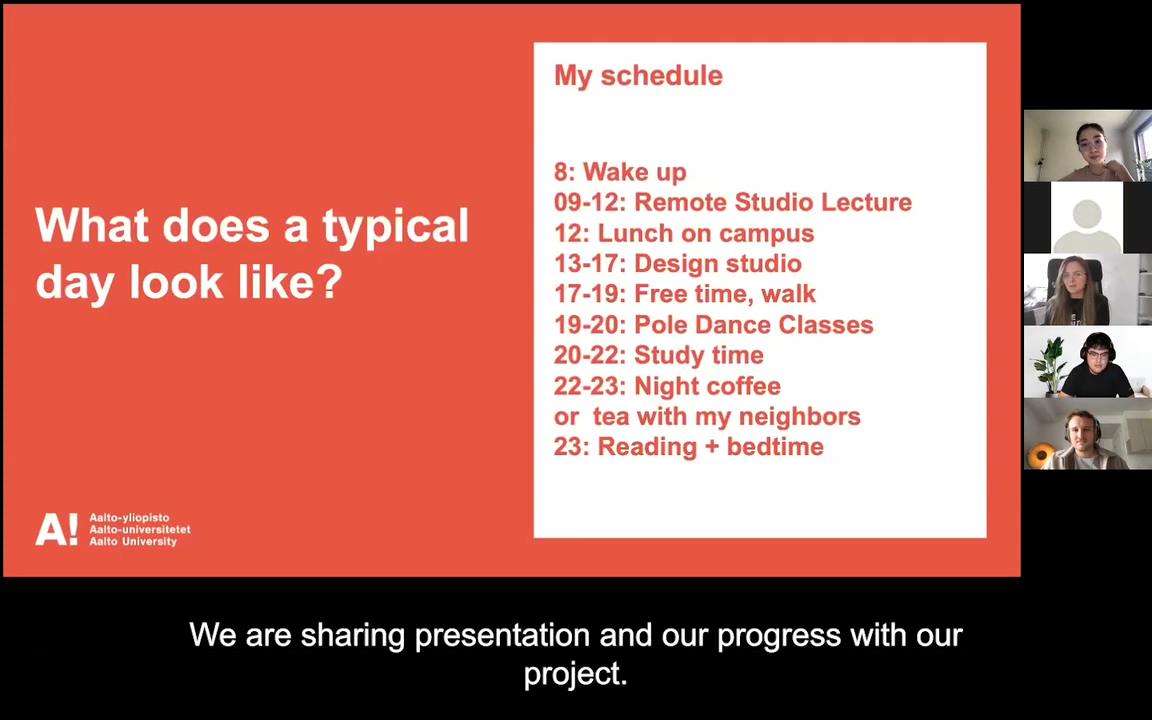 What does a typical
day look like?
My schedule
8: Wake up
09-12: Remote Studio Lecture
12: Lunch on campus
13-17: Design studio
17-19: Free time, walk
19-20: Pole Dance Classes
20-22: Study time
22-23: Night coffee
or  tea with my neighbors
23: Reading + bedtime
A!
Aalto-yliopisto
Aalto-universitetet
Aalto University
We are sharing presentation and our progress with our
project.